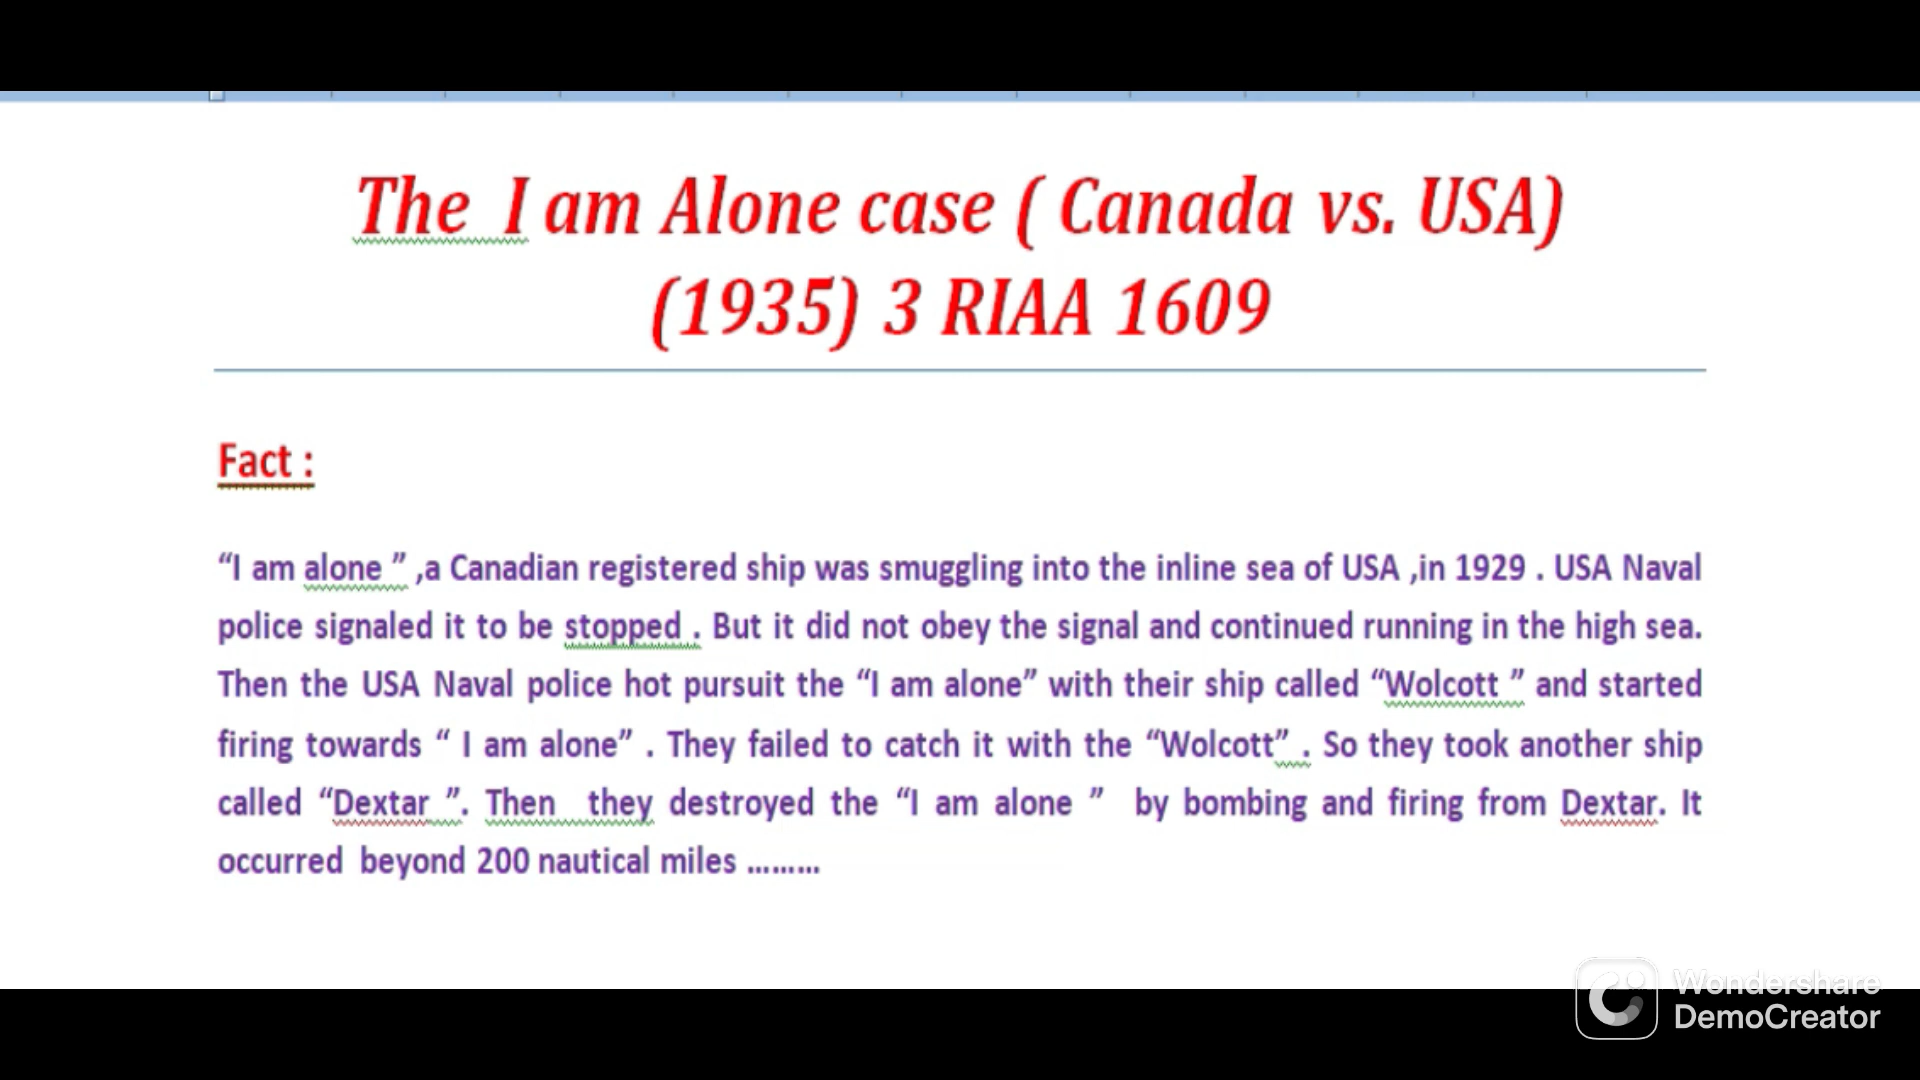 The I am Alone case ( Canada vs. USA)
(1935) 3 RIAA 1609
Fact :
“I am alone ” ,a Canadian registered ship was smuggling into the inline sea of USA ,in 1929 . USA Naval
police signaled it to be stopped . But it did not obey the signal and continued running in the high sea.
Then the USA Naval police hot pursuit the “I am alone” with their ship called “Wolcott ” and started
firing towards “ I am alone” . They failed to catch it with the “Wolcott” . So they took another ship
called “Dextar ”. Then they destroyed the “I am alone ” by bombing and firing from Dextar. It
occurred beyond 200 nautical miles .........
Wondershare
DemoCreator